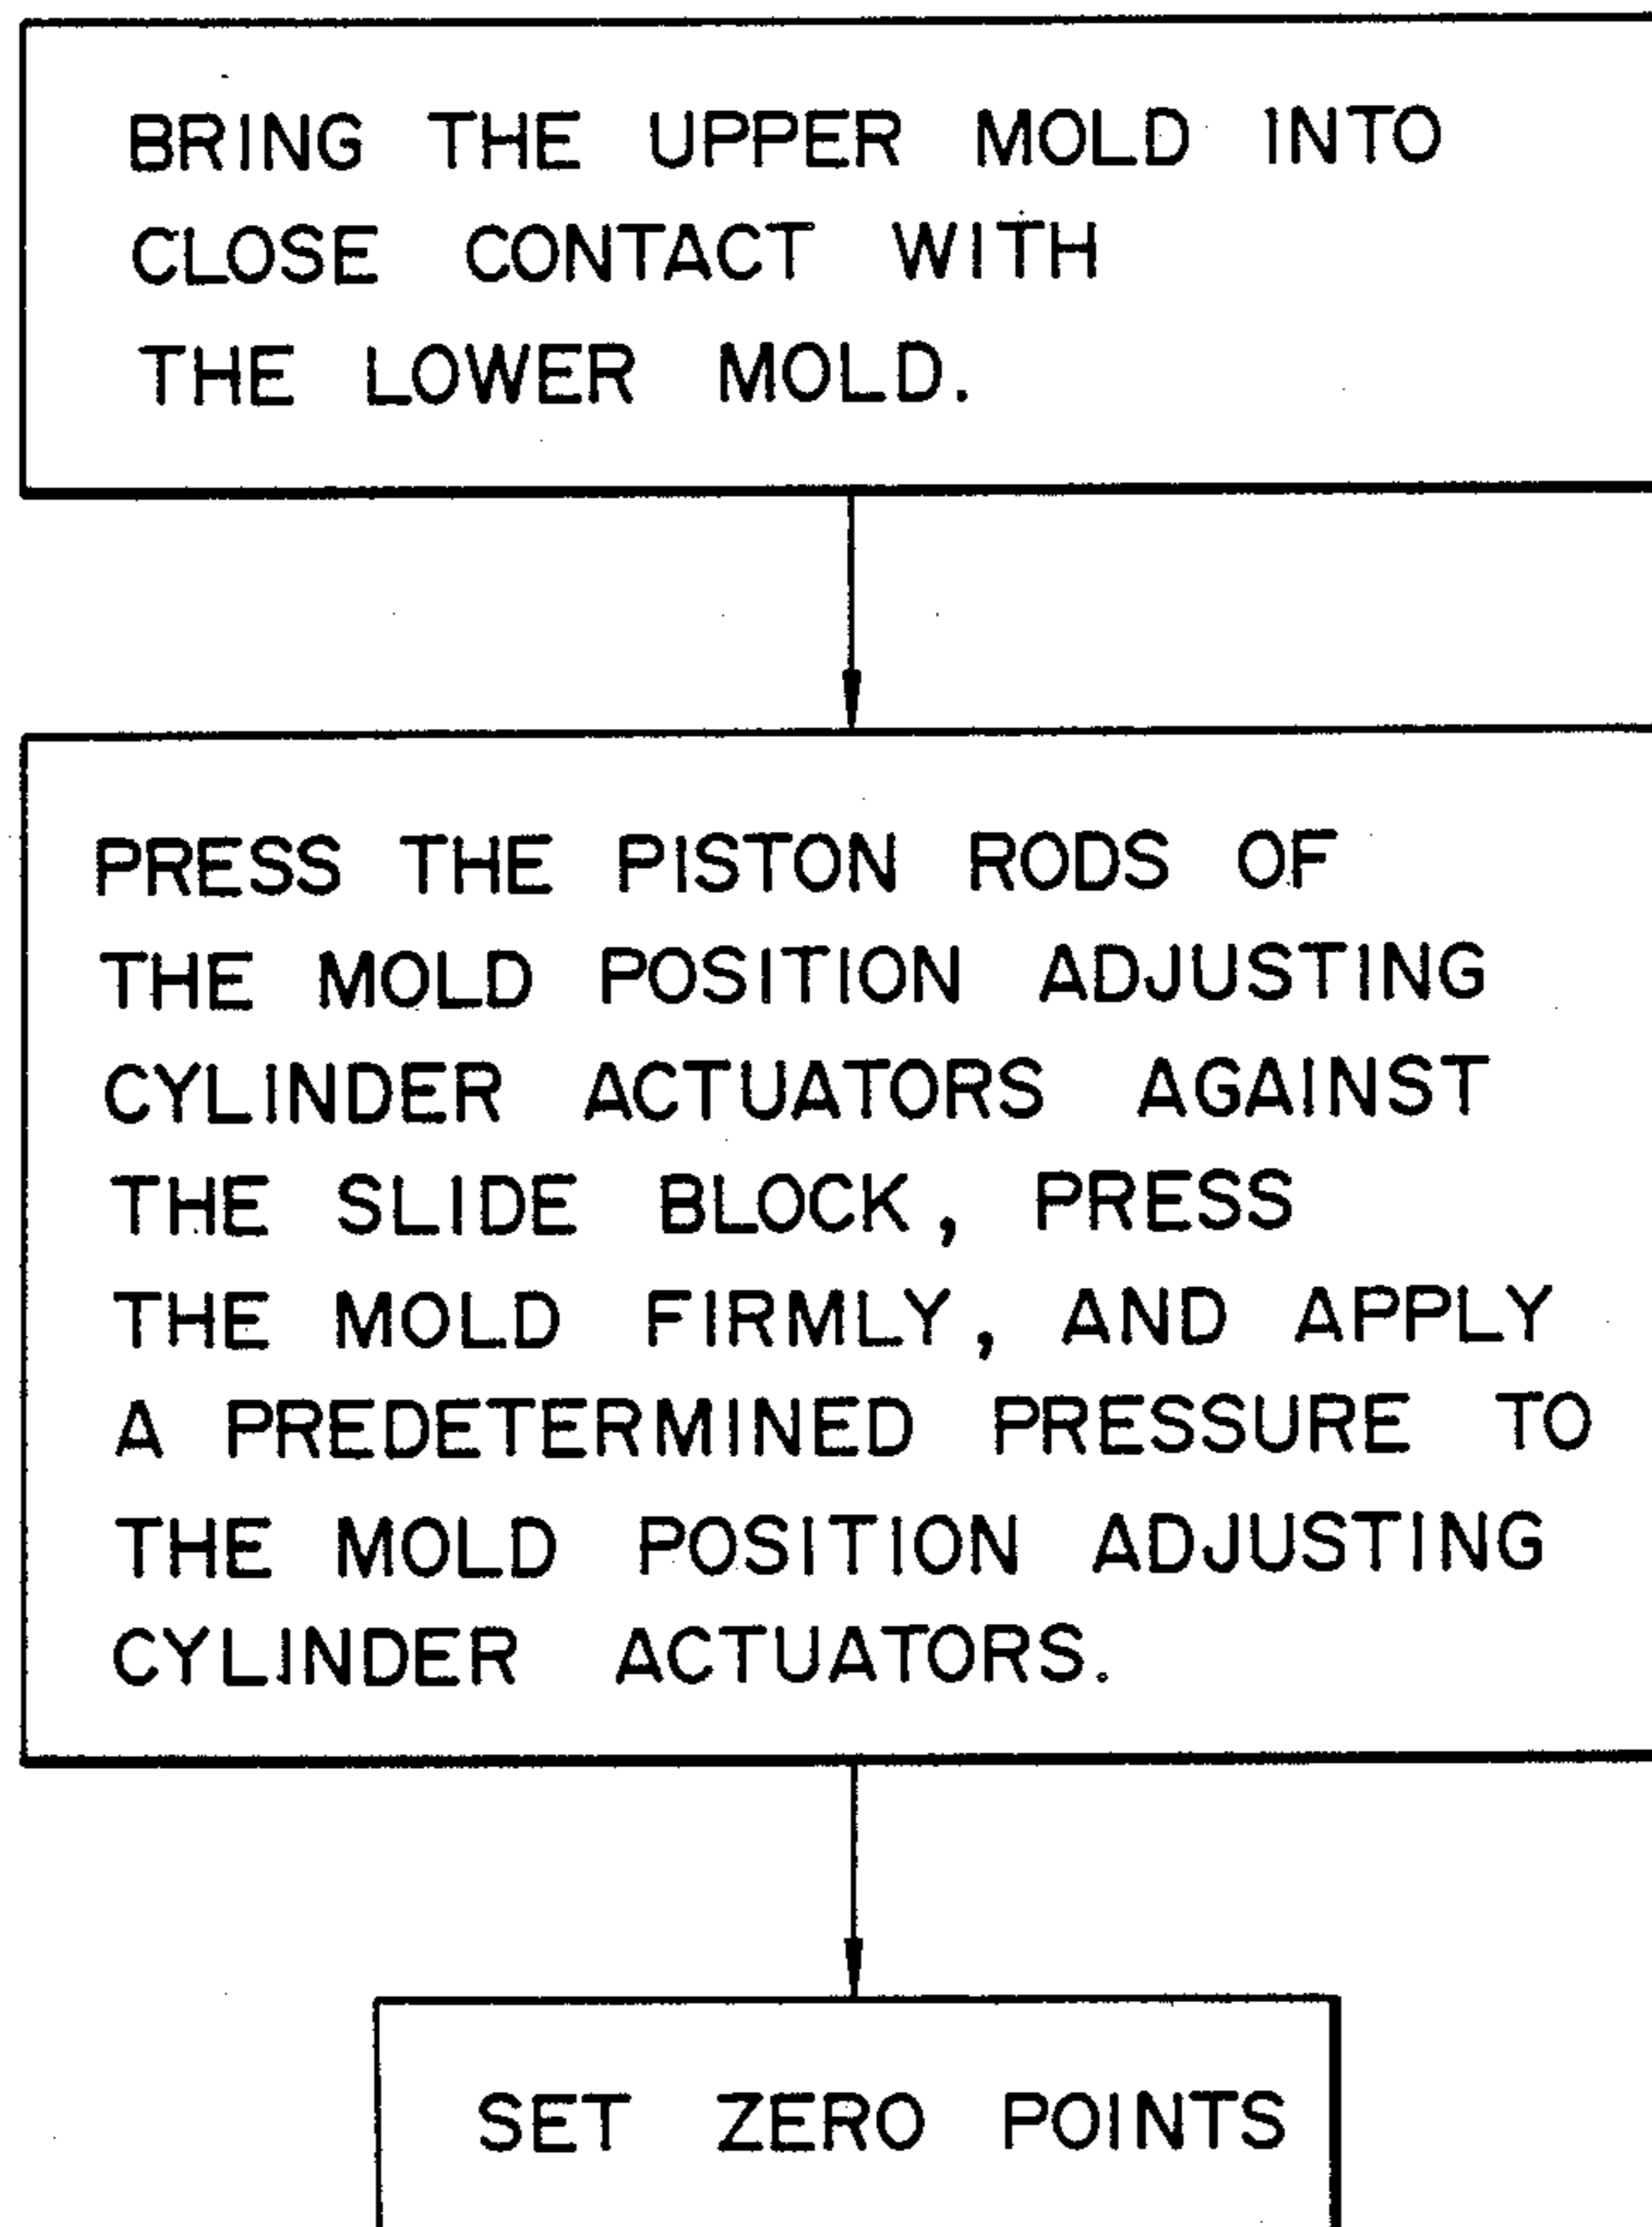 BRING THE UPPER MOLD INTO
CLOSE CONTACT WITH
THE LOWER MOLD.
PRESS THE PISTON RODS OF
THE MOLD POSITION ADJUSTING
CYLINDER ACTUATORS AGAINST
THE SLIDE BLOCK, PRESS
THE MOLD FIRMLY, AND APPLY
A PREDETERMINED PRESSURE TO
THE MOLD POSITION ADJUSTING
CYLINDER ACTUATORS.
SET ZERO POINTS